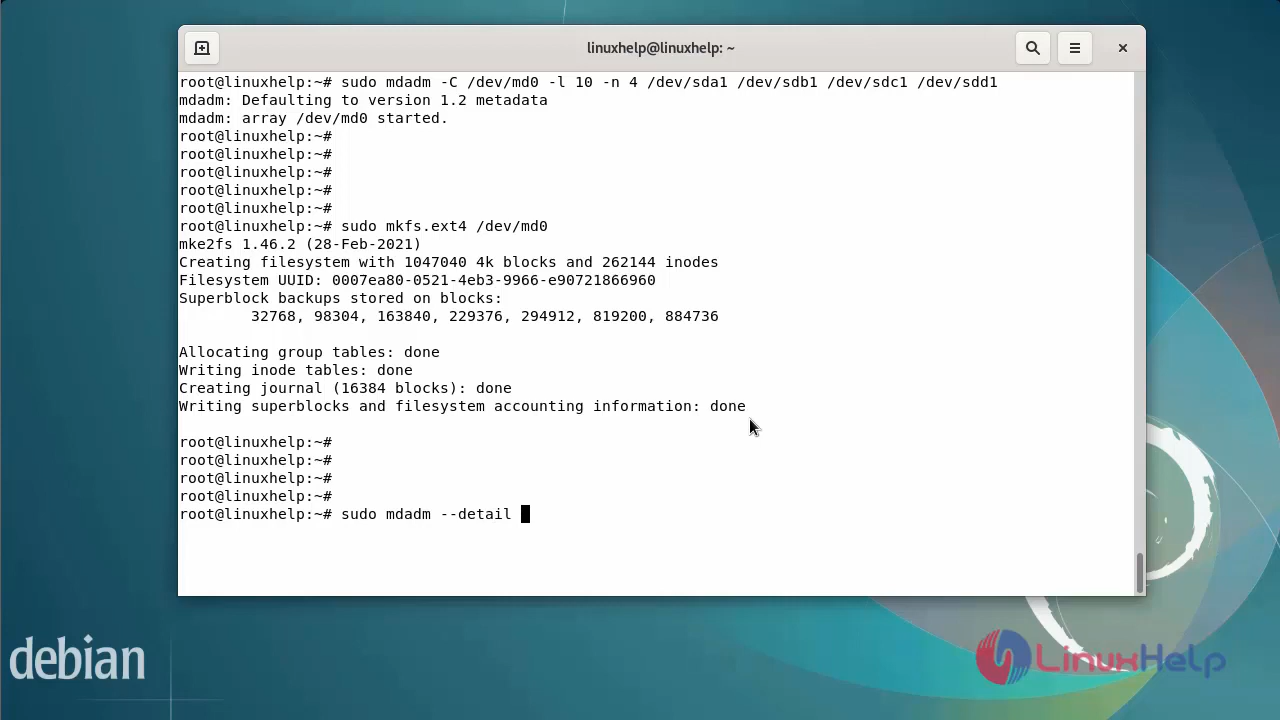 linuxhelp@linuxhelp: ~
root@linuxhelp:~# sudo mdadm -C /dev/md0 -l 10 -n 4 /dev/sda1 /dev/sdb1 /dev/sdc1 /dev/sdd1
mdadm: Defaulting to version 1.2 metadata
mdadm: array /dev/md0 started.
root@linuxhelp:~#
root@linuxhelp:~#
root@linuxhelp:~#
root@linuxhelp:~#
root@linuxhelp:~#
root@linuxhelp:~# sudo mkfs.ext4 /dev/md0
mke2fs 1.46.2 (28-Feb-2021)
Creating filesystem with 1047040 4k blocks and 262144 inodes
Filesystem UUID: 0007ea80-0521-4eb3-9966-e90721866960
Superblock backups stored on blocks:
32768, 98304, 163840, 229376, 294912, 819200, 884736
Allocating group tables: done
Writing inode tables: done
Creating journal (16384 blocks): done
Writing superblocks and filesystem accounting information: done
root@linuxhelp:~#
root@linuxhelp:~#
root@linuxhelp:~#
root@linuxhelp:~#
root@linuxhelp:~# sudo mdadm --detail
debian
LinuxHelp